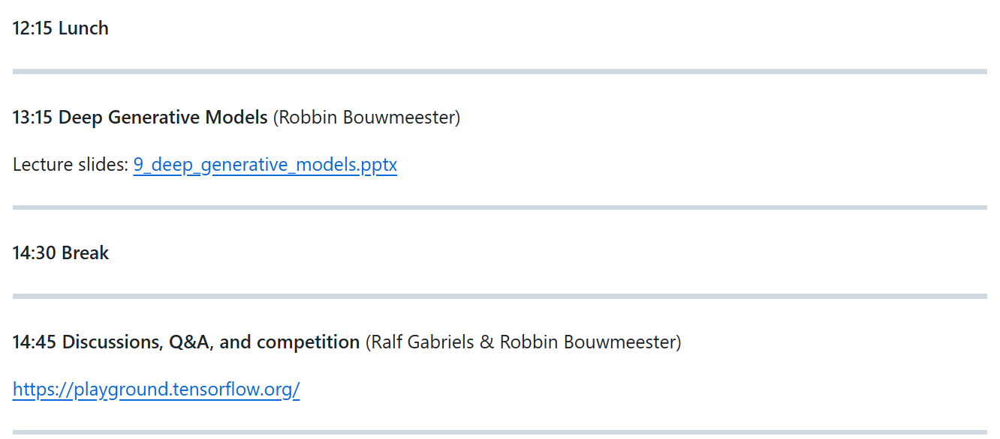 12:15 Lunch
13:15 Deep Generative Models (Robbin Bouwmeester)
Lecture slides: 9_deep_generative_models.pptx
14:30 Break
14:45 Discussions, Q&A, and competition (Ralf Gabriels & Robbin Bouwmeester)
https://playground.tensorflow.org/